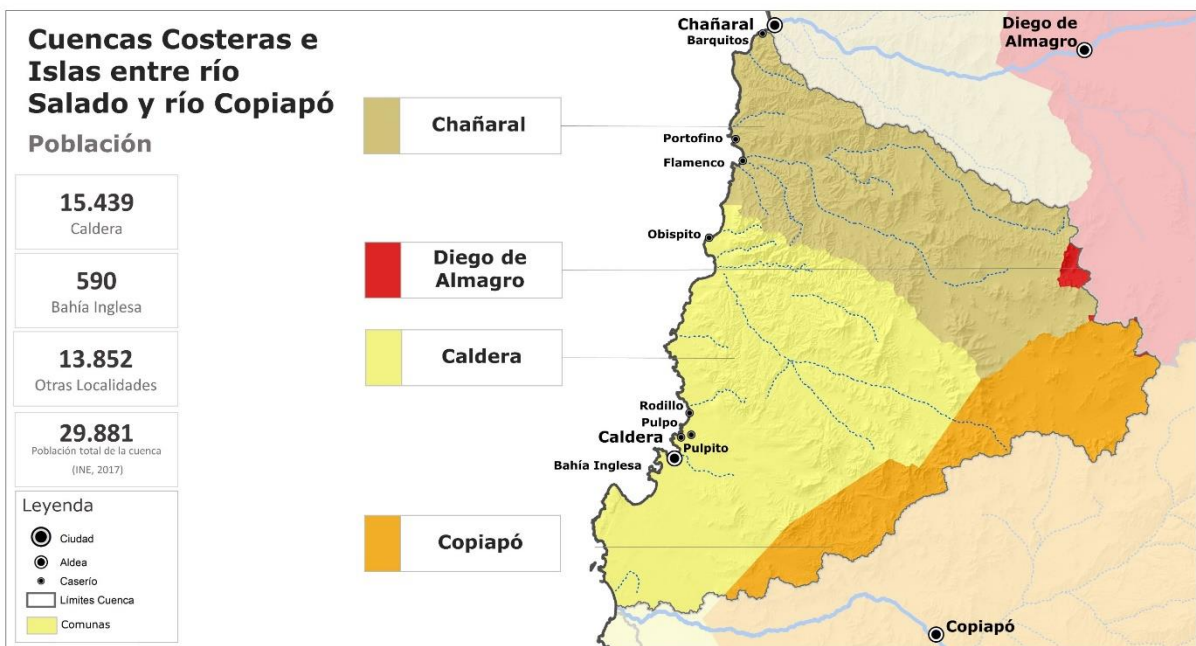 Cuencas Costeras e
Islas entre río
Salado y río Copiapó
Población
15.439
Caldera
590
Bahía Inglesa
13.852
Otras Localidades
29.881
Población total de la cuenca
(INE, 2017)
Leyenda
Ciudad
Aldea
Caserío
Límites Cuenca
Comunas
Chañaral
Diego de
Almagro
Caldera
Copiapó
Chañaral
Barquitos
Diego de
Almagro
Portofino
Flamenco
Obispito
Rodillo
Pulpo
Caldera
Pulpito
Bahía Inglesa
Copiapó